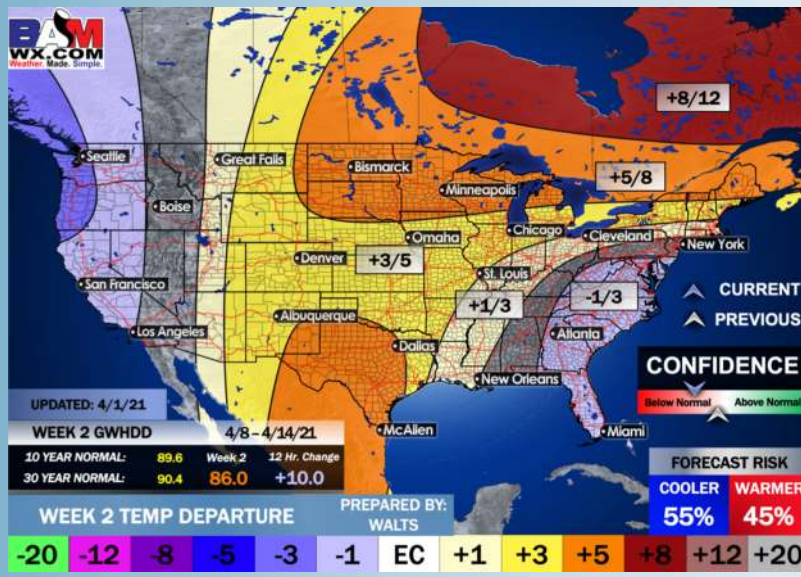 BAM
WX.COM
Weather. Made. Simple.
+8/12
Seattle
Great Falls
Bismarck
+5/8
Minneapolis
Boise
Omaha
Chicago
Cleveland
New York
Denver
+3/5
San Francisco
St. Louis
+1/3
-1/3
CURRENT
PREVIOUS
Albuquerque
Los Angeles
Atlanta
Dallas
CONFIDENCE
New Orleans
Below Normal
Above Normal
UPDATED: 4/1/21
WEEK 2 GWHDD 4/8 – 4/14/21
McAllen
Miami
10 YEAR NORMAL: 89.6 Week 2 12 Hr. Change
30 YEAR NORMAL: 90.4 86.0 +10.0
FORECAST RISK
COOLER WARMER
55% 45%
WEEK 2 TEMP DEPARTURE
PREPARED BY:
WALTS
-20 -12 -8 -5 -3 -1 EC +1 +3 +5 +8 +12 +20